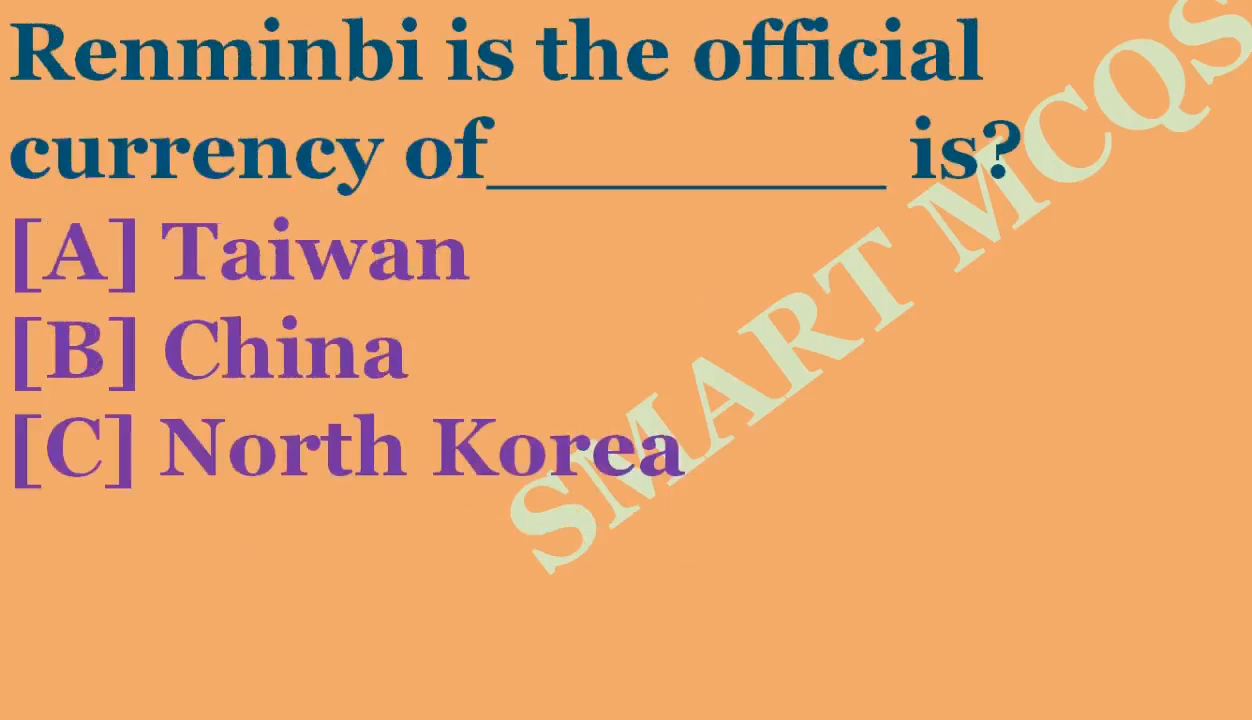 Renminbi is the official
currency of__________ is?
[A] Taiwan
[B] China
[C] North Korea
SMART MCQS